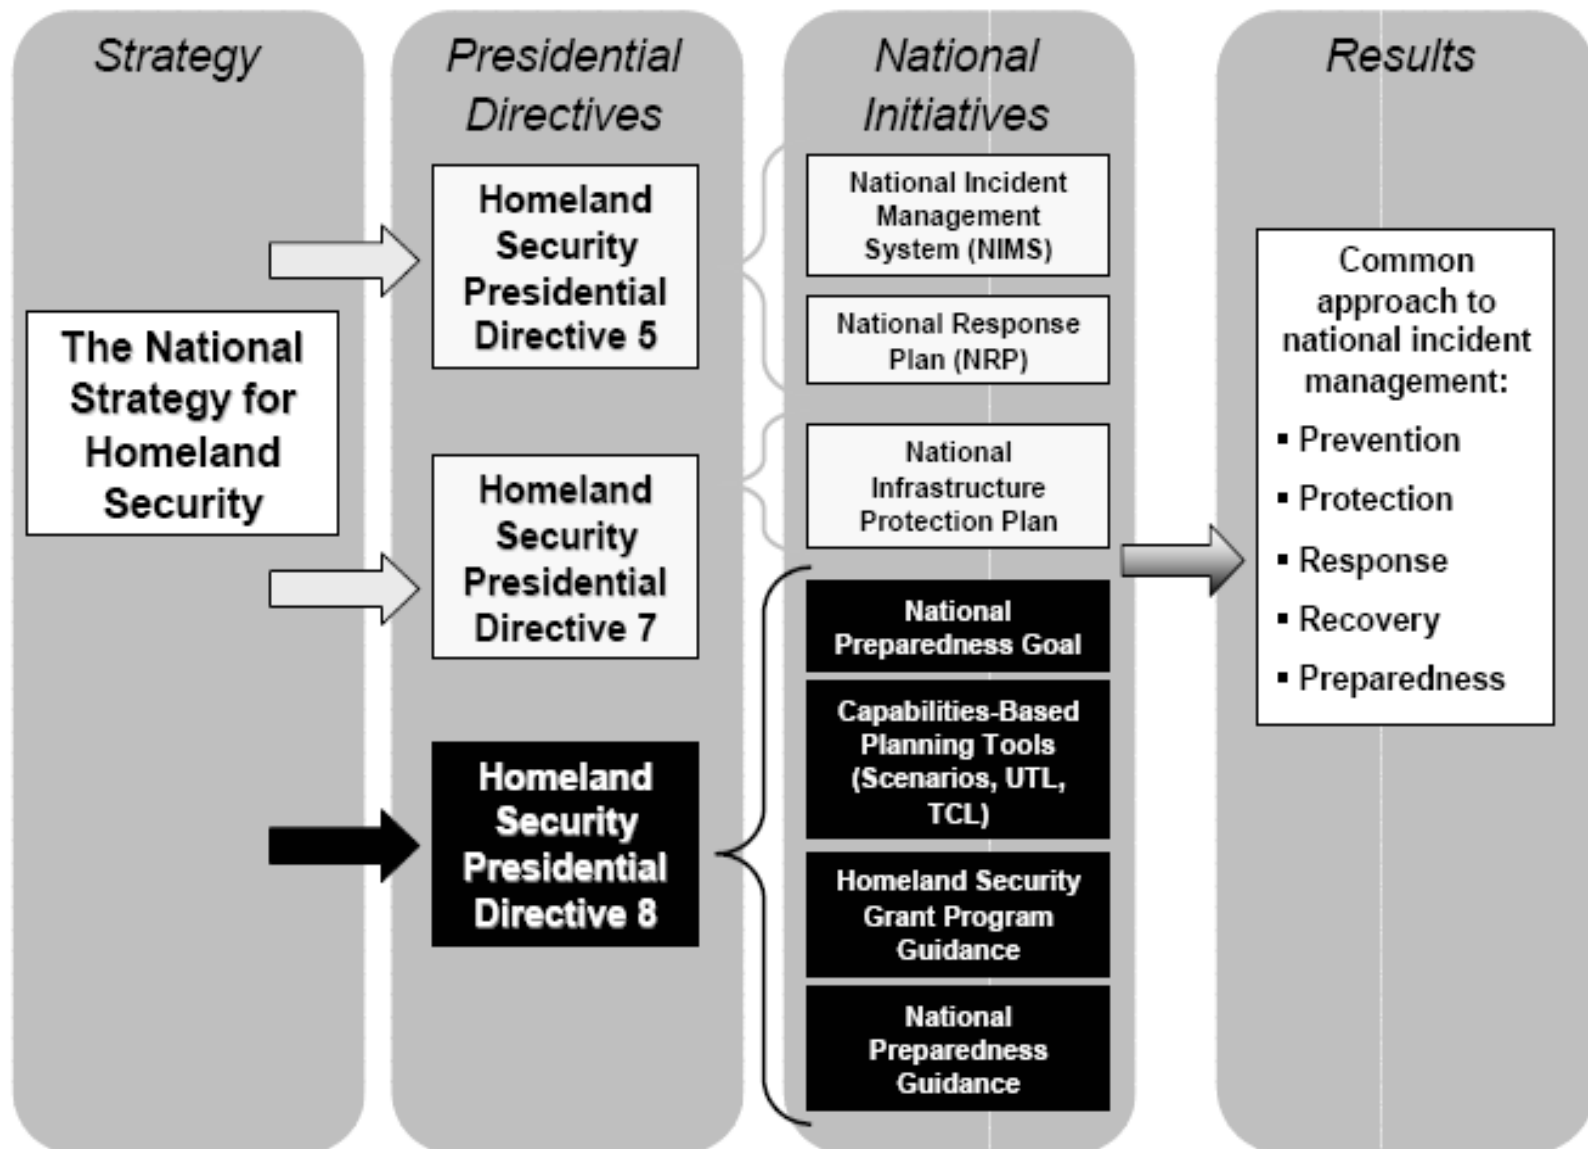 Strategy
The National
Strategy for
Homeland
Security
Presidential
Directives
Homeland
Security
Presidential
Directive 5
Homeland
Security
Presidential
Directive 7
Homeland
Security
Presidential
Directive 8
National
Initiatives
National Incident
Management
System (NIMS)
National Response
Plan (NRP)
National
Infrastructure
Protection Plan
National
Preparedness Goal
Capabilities-Based
Planning Tools
(Scenarios, UTL,
TCL)
Homeland Security
Grant Program
Guidance
National
Preparedness
Guidance
Results
Common
approach to
national incident
management:
▪ Prevention
▪ Protection
▪ Response
▪ Recovery
▪ Preparedness